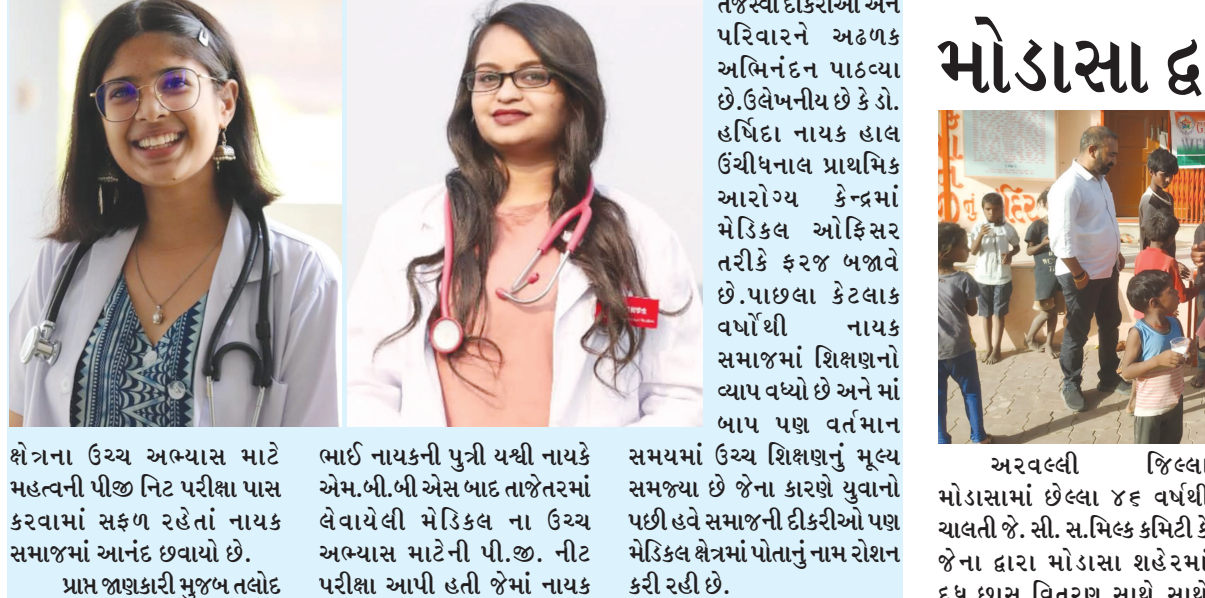 ક્ષેત્રના ઉચ્ચ અભ્યાસ માટે
મહત્વની પીજી નિટ પરીક્ષા પાસ
કરવામાં સફળ રહેતાં નાયક
સમાજમાં આનંદ છવાયો છે.
પ્રાપ્ત જાણકારી મુજબ તલોદ
ભાઈ નાયકની પુત્રી યશ્વી નાયકે
એમ.બી.બી એસ બાદ તાજેતરમાં
લેવાયેલી મેડિકલ ના ઉચ્ચ
અભ્યાસ માટેની પી.જી. નીટ
પરીક્ષા આપી હતી જેમાં નાયક
તેજસ્વી દીકરીઓ અને
પરિવારને અઢળક
અભિનંદન પાઠવ્યા
છે.ઉલેખનીય છે કે ડો.
હર્ષિદા નાયક હાલ
ઉંચીધનાલ પ્રાથમિક
આરોગ્ય કેન્દ્રમાં
મેડિકલ ઓફિસર
તરીકે ફરજ બજાવે
છે.પાછલા કેટલાક
વર્ષોથી નાયક
સમાજમાં શિક્ષણનો
વ્યાપ વધ્યો છે અને માં
બાપ પણ વર્તમાન
સમયમાં ઉચ્ચ શિક્ષણનું મૂલ્ય
સમજ્યા છે જેના કારણે યુવાનો
પછી હવે સમાજની દીકરીઓ પણ
મેડિકલ ક્ષેત્રમાં પોતાનું નામ રોશન
કરી રહી છે.
મોડાસા દ્વ
અરવલ્લી જિલ્લા
મોડાસામાં છેલ્લા ૪૬ વર્ષથી
ચાલતી જે. સી. સ.મિલ્ક કમિટી કે
જેના દ્વારા મોડાસા શહેરમાં
દૂધ છાસ વિતરણ સાથે સાથે